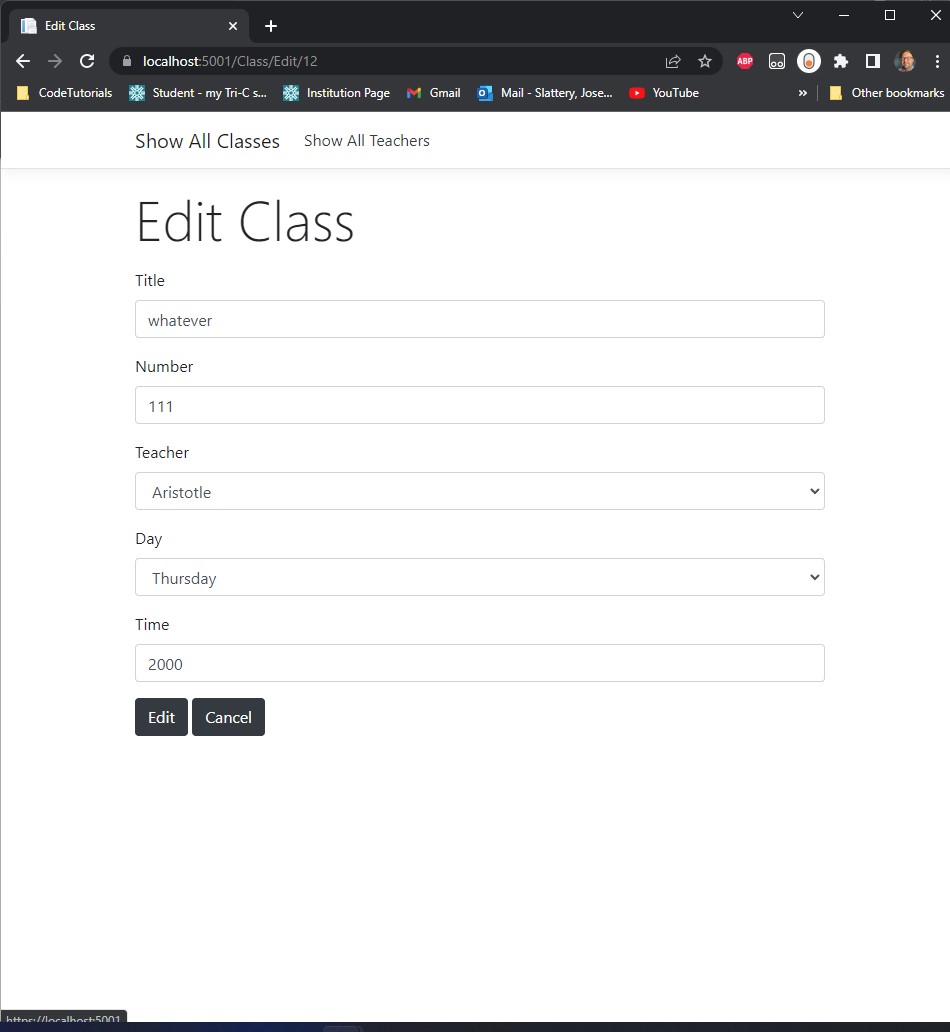 Edit Class
localhost:5001/Class/Edit/12
ABP
CodeTutorials Student - my Tri-C s... Institution Page Gmail Mail - Slattery, Jose... YouTube » Other bookmarks
Show All Classes Show All Teachers
Edit Class
Title
whatever
Number
111
Teacher
Aristotle
Day
Thursday
Time
2000
Edit Cancel
https://localhost:5001